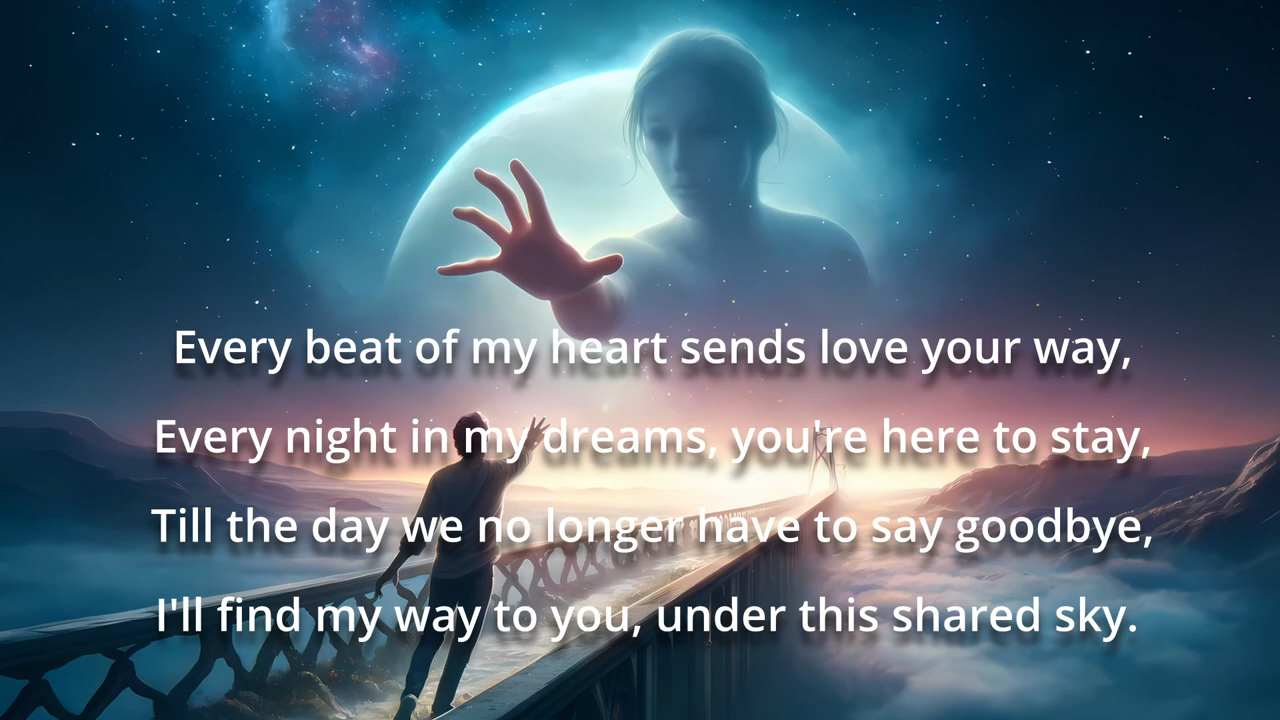 Every beat of my heart sends love your way,
Every night in my dreams, you're here to stay,
Till the day we no longer have to say goodbye,
I'll find my way to you, under this shared sky.